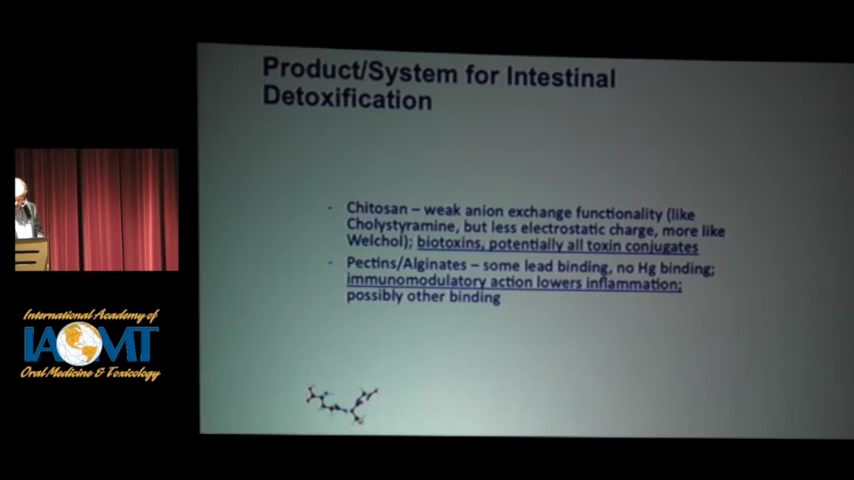 Product/System for Intestinal
Detoxification
- Chitosan – weak anion exchange functionality (like
Cholystyramine, but less electrostatic charge, more like
Welchol); biotoxins, potentially all toxin conjugates
- Pectins/Alginates – some lead binding, no Hg binding;
immunomodulatory action lowers inflammation;
possibly other binding
International Academy of
IAOMT
Oral Medicine & Toxicology